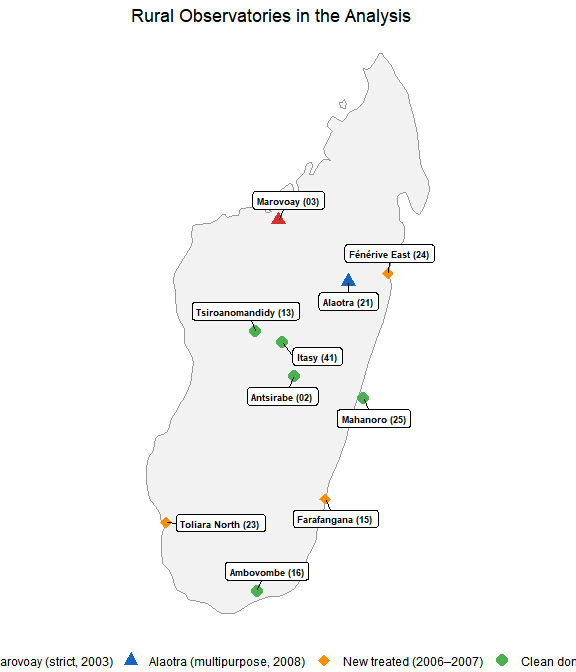 Rural Observatories in the Analysis
Marovoay (03)
Fénérive East (24)
Alaotra (21)
Tsiroanomandidy (13)
Itasy (41)
Antsirabe (02)
Mahanoro (25)
Farafangana (15)
Toliara North (23)
Ambovombe (16)
arovoay (strict, 2003) Alaotra (multipurpose, 2008) New treated (2006–2007) Clean don